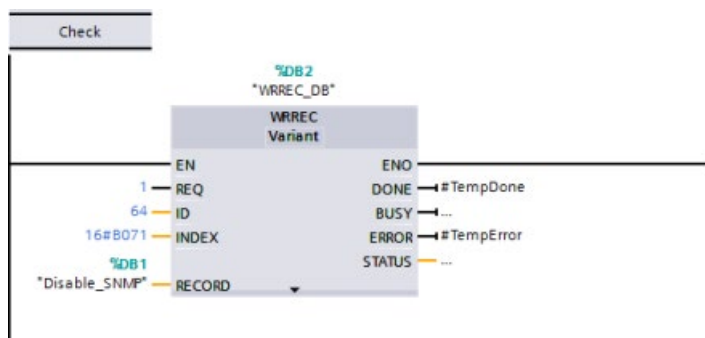 Check
%DB2
"WRREC_DB"
WRREC
Variant
EN ENO
1 REQ DONE #TempDone
64 ID BUSY ...
16#B071 INDEX ERROR #TempError
%DB1 STATUS ...
"Disable_SNMP" RECORD